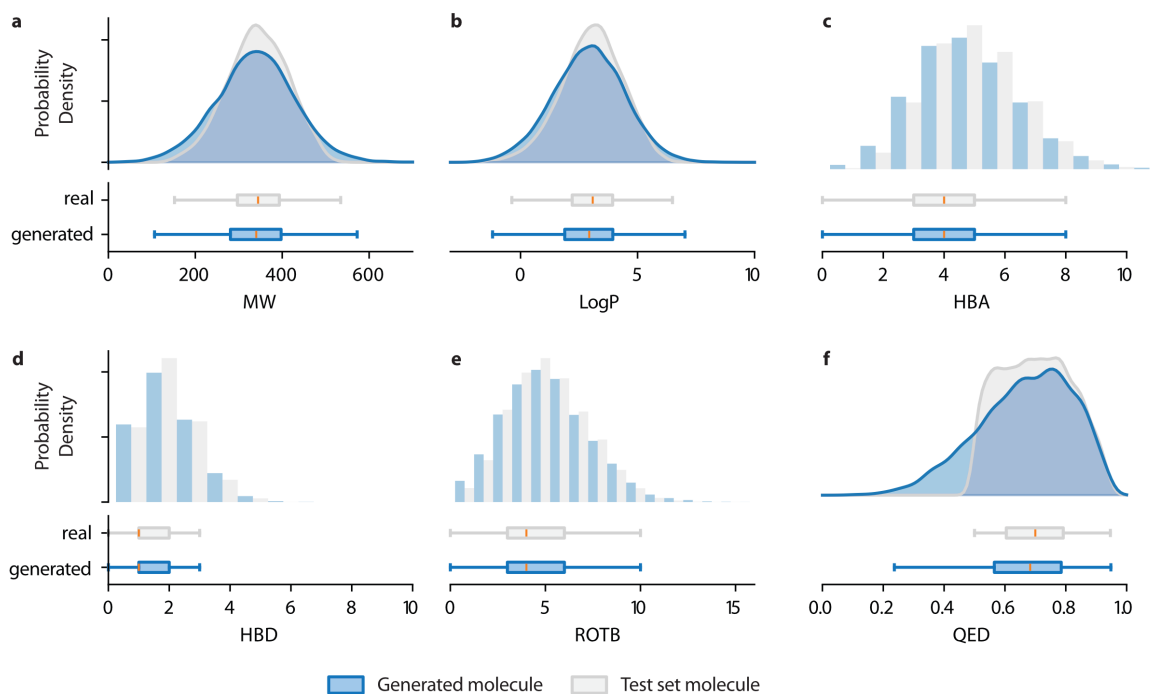 a
Probability
Density
real
generated
0 200 400 600
MW
b
0 5 10
LogP
c
0 2 4 6 8 10
HBA
d
Probability
Density
real
generated
0 2 4 6 8 10
HBD
e
0 5 10 15
ROTB
f
0.0 0.2 0.4 0.6 0.8 1.0
QED
Generated molecule Test set molecule